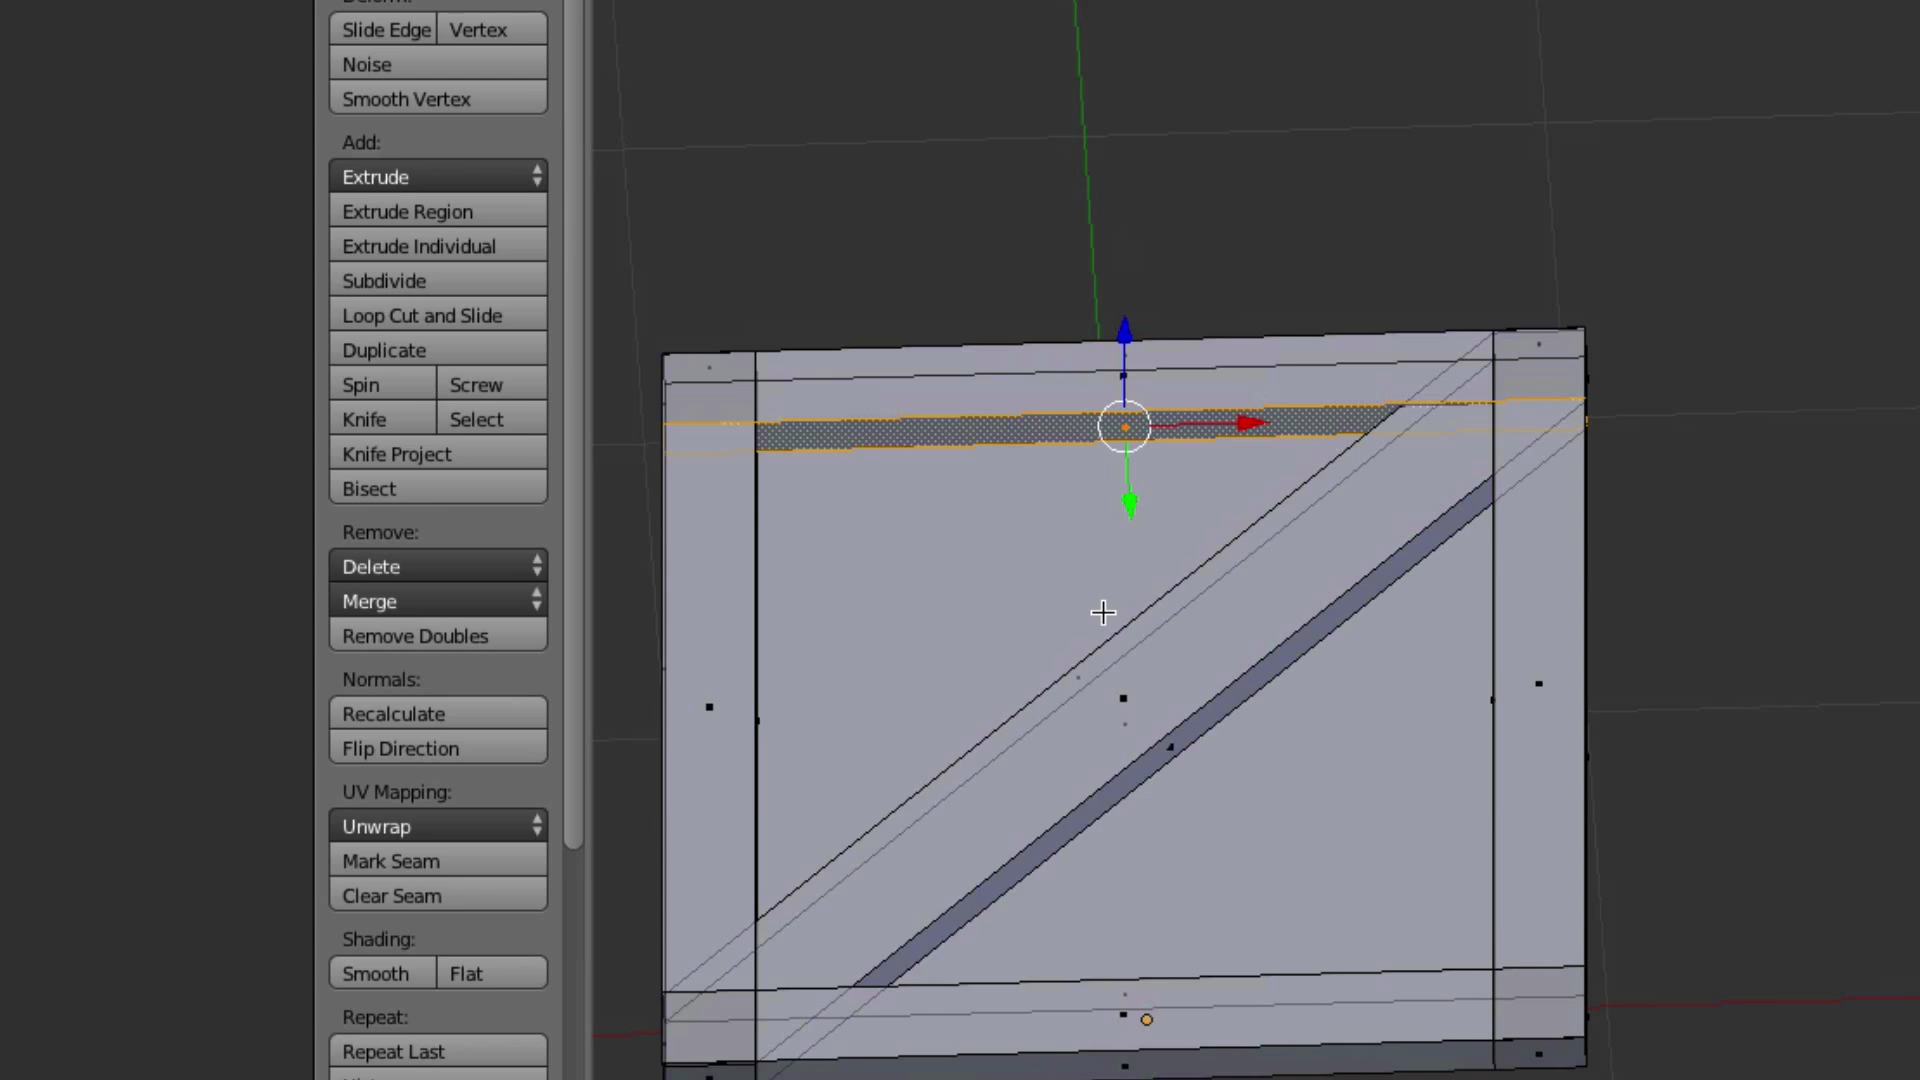 Slide Edge Vertex
Noise
Smooth Vertex
Add:
Extrude
Extrude Region
Extrude Individual
Subdivide
Loop Cut and Slide
Duplicate
Spin Screw
Knife Select
Knife Project
Bisect
Remove:
Delete
Merge
Remove Doubles
Normals:
Recalculate
Flip Direction
UV Mapping:
Unwrap
Mark Seam
Clear Seam
Shading:
Smooth Flat
Repeat:
Repeat Last